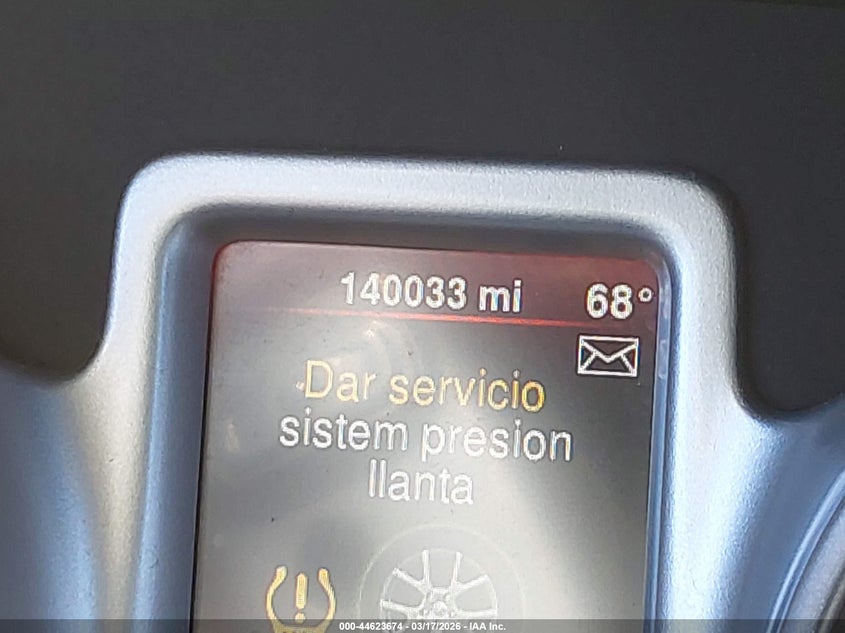 140033 mi 68°
Dar servicio
sistem presion
llanta
000-44623674 - 03/17/2026 - IAA Inc.